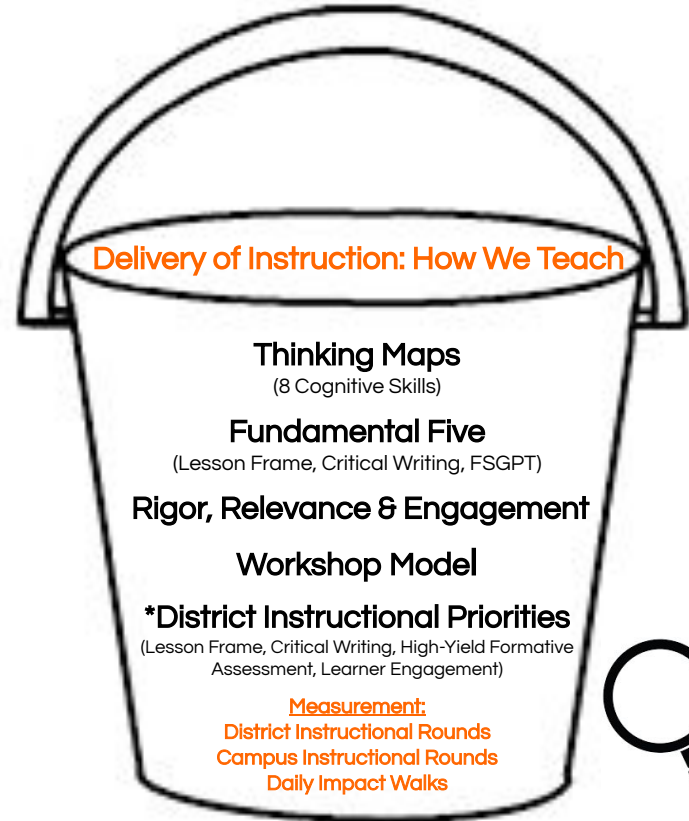 Delivery of Instruction: How We Teach
Thinking Maps
(8 Cognitive Skills)
Fundamental Five
(Lesson Frame, Critical Writing, FSGPT)
Rigor, Relevance & Engagement
Workshop Model
*District Instructional Priorities
(Lesson Frame, Critical Writing, High-Yield Formative
Assessment, Learner Engagement)
Measurement:
District Instructional Rounds
Campus Instructional Rounds
Daily Impact Walks